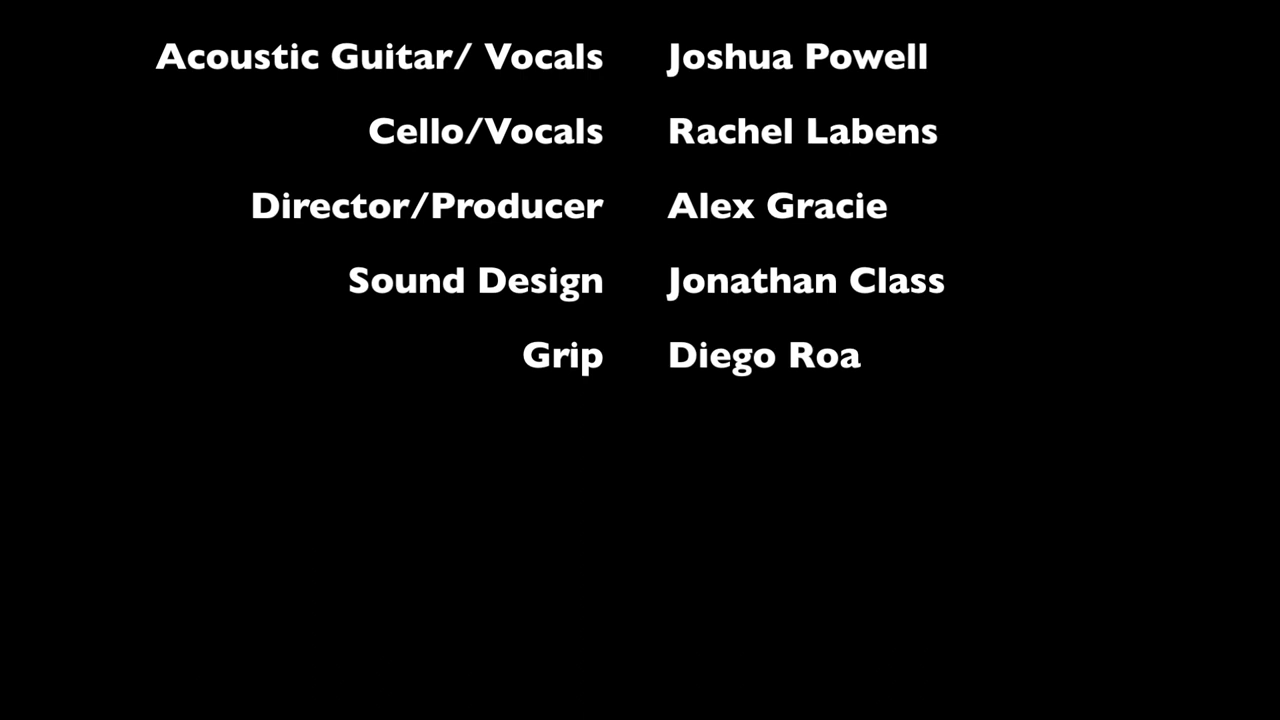 Acoustic Guitar/ Vocals Joshua Powell
Cello/Vocals Rachel Labens
Director/Producer Alex Gracie
Sound Design Jonathan Class
Grip Diego Roa